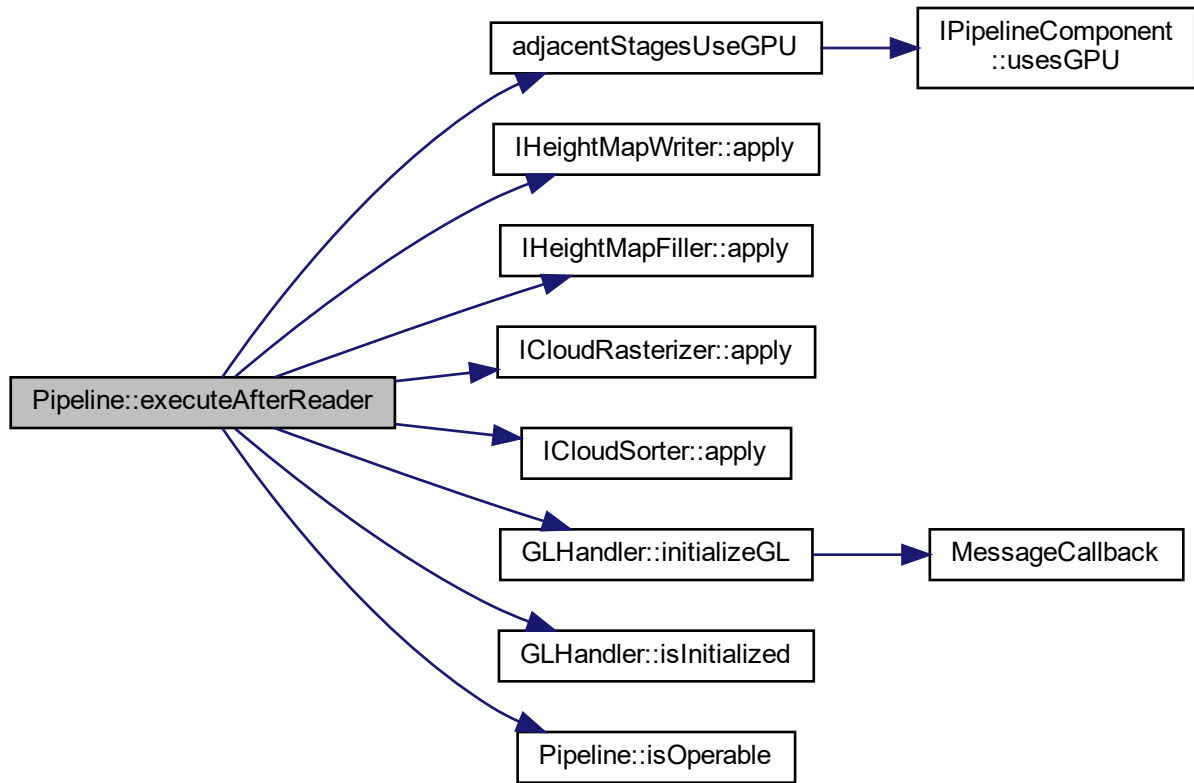 adjacentStagesUseGPU
IPipelineComponent
::usesGPU
IHeightMapWriter::apply
IHeightMapFiller::apply
ICloudRasterizer::apply
Pipeline::executeAfterReader
ICloudSorter::apply
GLHandler::initializeGL
MessageCallback
GLHandler::isInitialized
Pipeline::isOperable